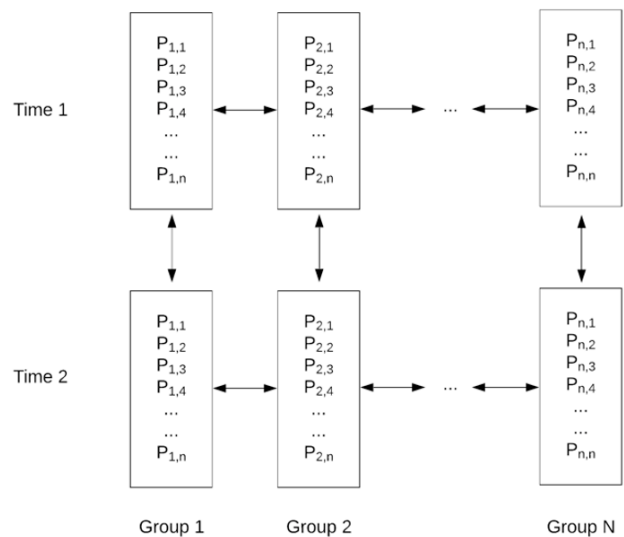 P1,1 P2,1 Pn,1
P1,2 P2,2 Pn,2
P1,3 P2,3 Pn,3
Time 1 P1,4 P2,4 ... Pn,4
... ... ...
... ... ...
P1,n P2,n Pn,n
P1,1 P2,1 Pn,1
P1,2 P2,2 Pn,2
P1,3 P2,3 Pn,3
Time 2 P1,4 P2,4 ... Pn,4
... ... ...
... ... ...
P1,n P2,n Pn,n
Group 1 Group 2 Group N